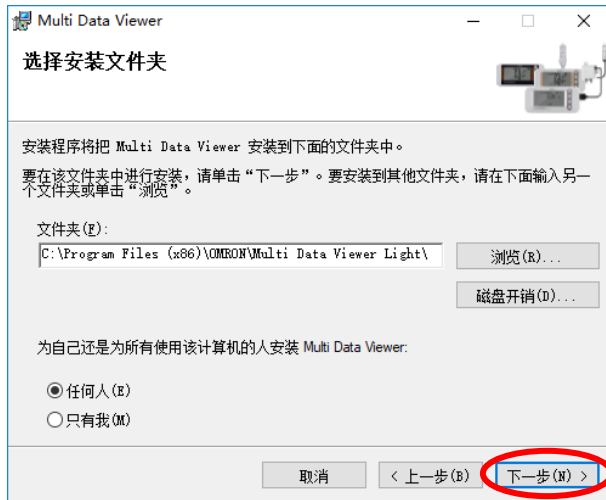 Multi Data Viewer
选择安装文件夹
安装程序将把 Multi Data Viewer 安装到下面的文件夹中。
要在该文件夹中进行安装，请单击“下一步”。要安装到其他文件夹，请在下面输入另一
个文件夹或单击“浏览”。
文件夹(F):
C:\Program Files (x86)\OMRON\Multi Data Viewer Light\
浏览(R)...
磁盘开销(D)...
为自己还是为所有使用该计算机的人安装 Multi Data Viewer:
任何人(E)
只有我(M)
取消
< 上一步(B)
下一步(N) >